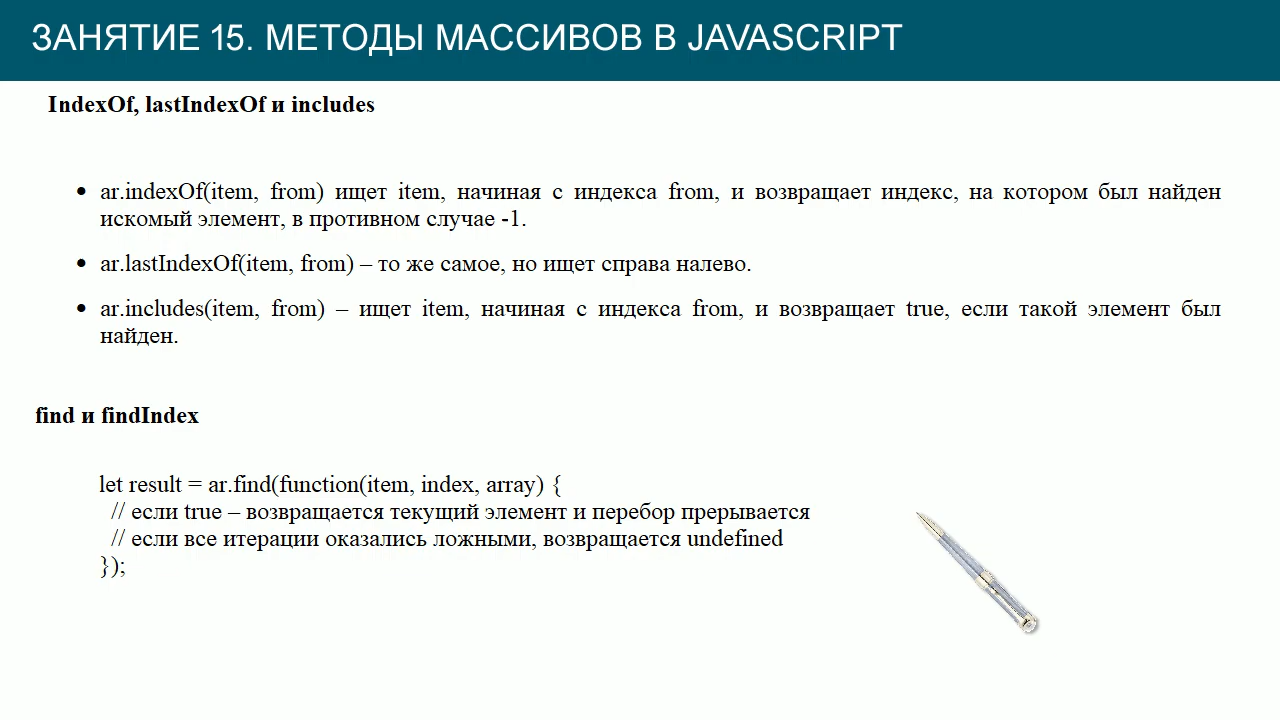 ЗАНЯТИЕ 15. МЕТОДЫ МАССИВОВ В JAVASCRIPT
IndexOf, lastIndexOf и includes
• ar.indexOf(item, from) ищет item, начиная с индекса from, и возвращает индекс, на котором был найден
искомый элемент, в противном случае -1.
• ar.lastIndexOf(item, from) – то же самое, но ищет справа налево.
• ar.includes(item, from) – ищет item, начиная с индекса from, и возвращает true, если такой элемент был
найден.
find и findIndex
let result = ar.find(function(item, index, array) {
// если true – возвращается текущий элемент и перебор прерывается
// если все итерации оказались ложными, возвращается undefined
});